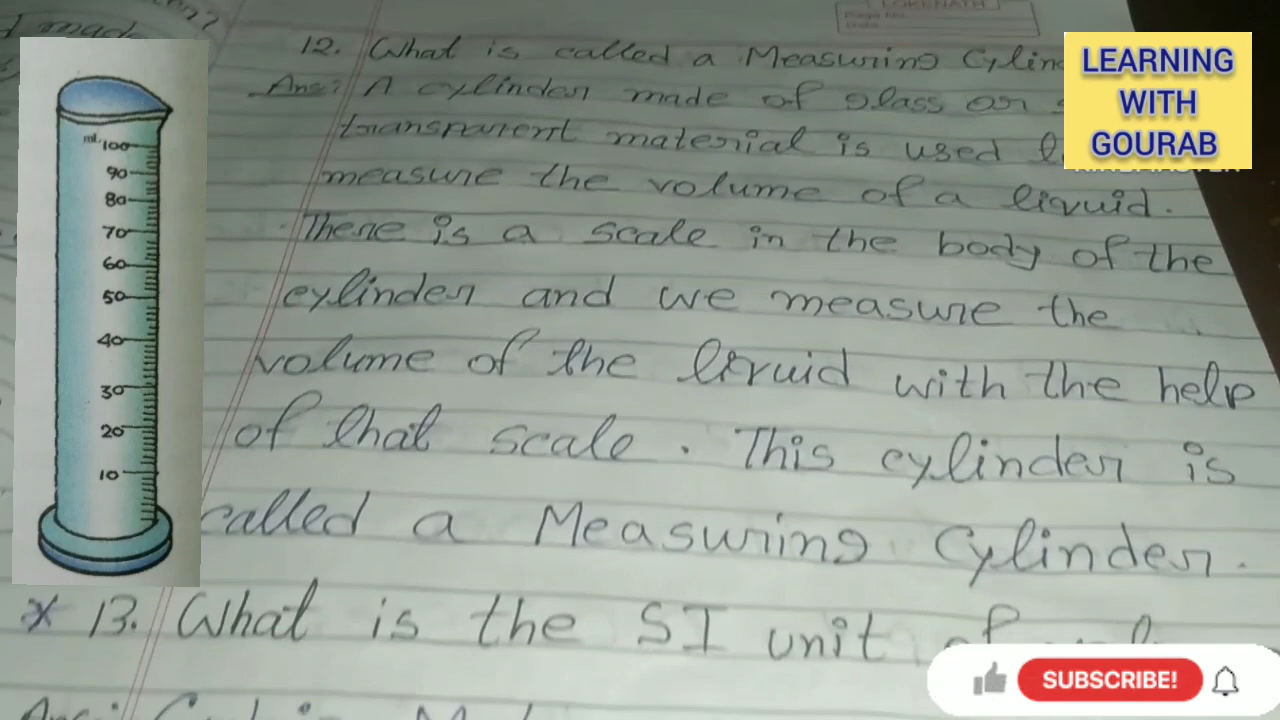 LOKENATH
12. What is called a Measuring
LEARNING
WITH
GOURAB
Ans: A cylinder made of glass or
transparent material is used
measure the volume of a liquid.
There is a scale in the body of the
cylinder and we measure the
volume of the liquid with the help
of that scale. This cylinder is
called a Measuring Cylinder.
* 13. What is the SI unit of
SUBSCRIBE!
Ans:
ml 100
90
80
70
60
50
40
30
20
10